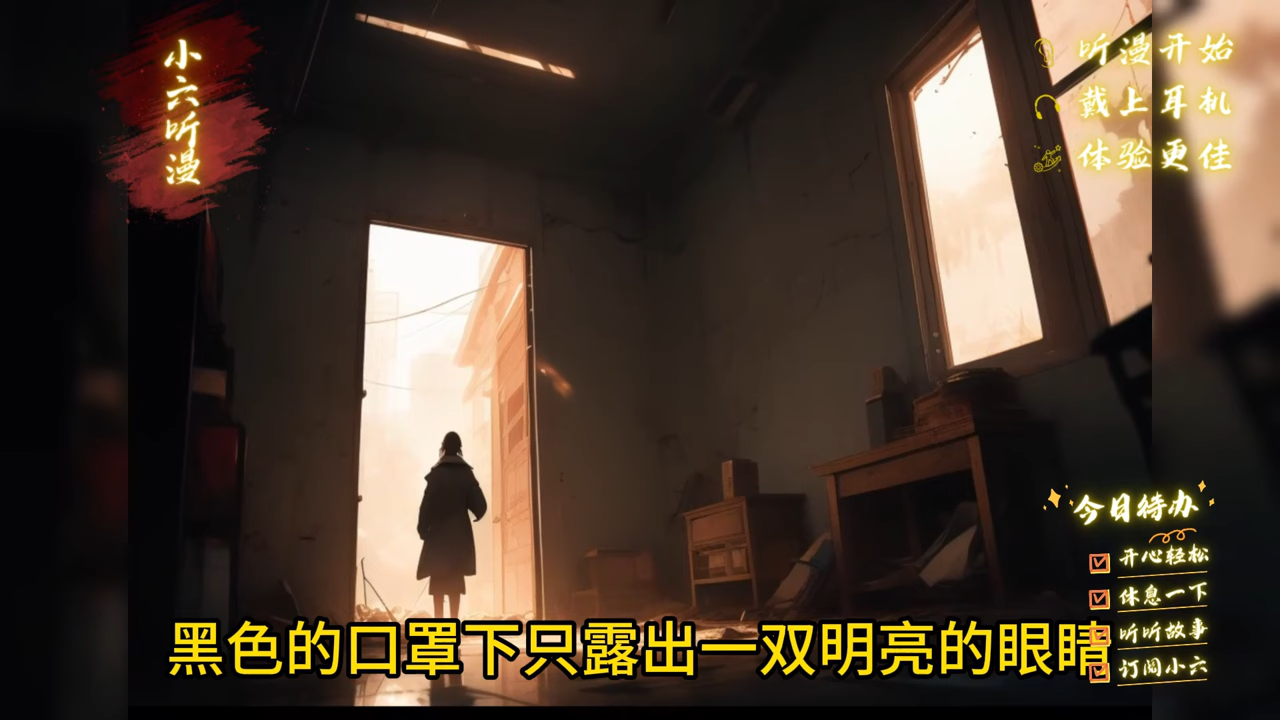 小六听漫
听漫开始
戴上耳机
体验更佳
今日待办
开心轻松
休息一下
听听故事
订阅小六
黑色的口罩下只露出一双明亮的眼睛